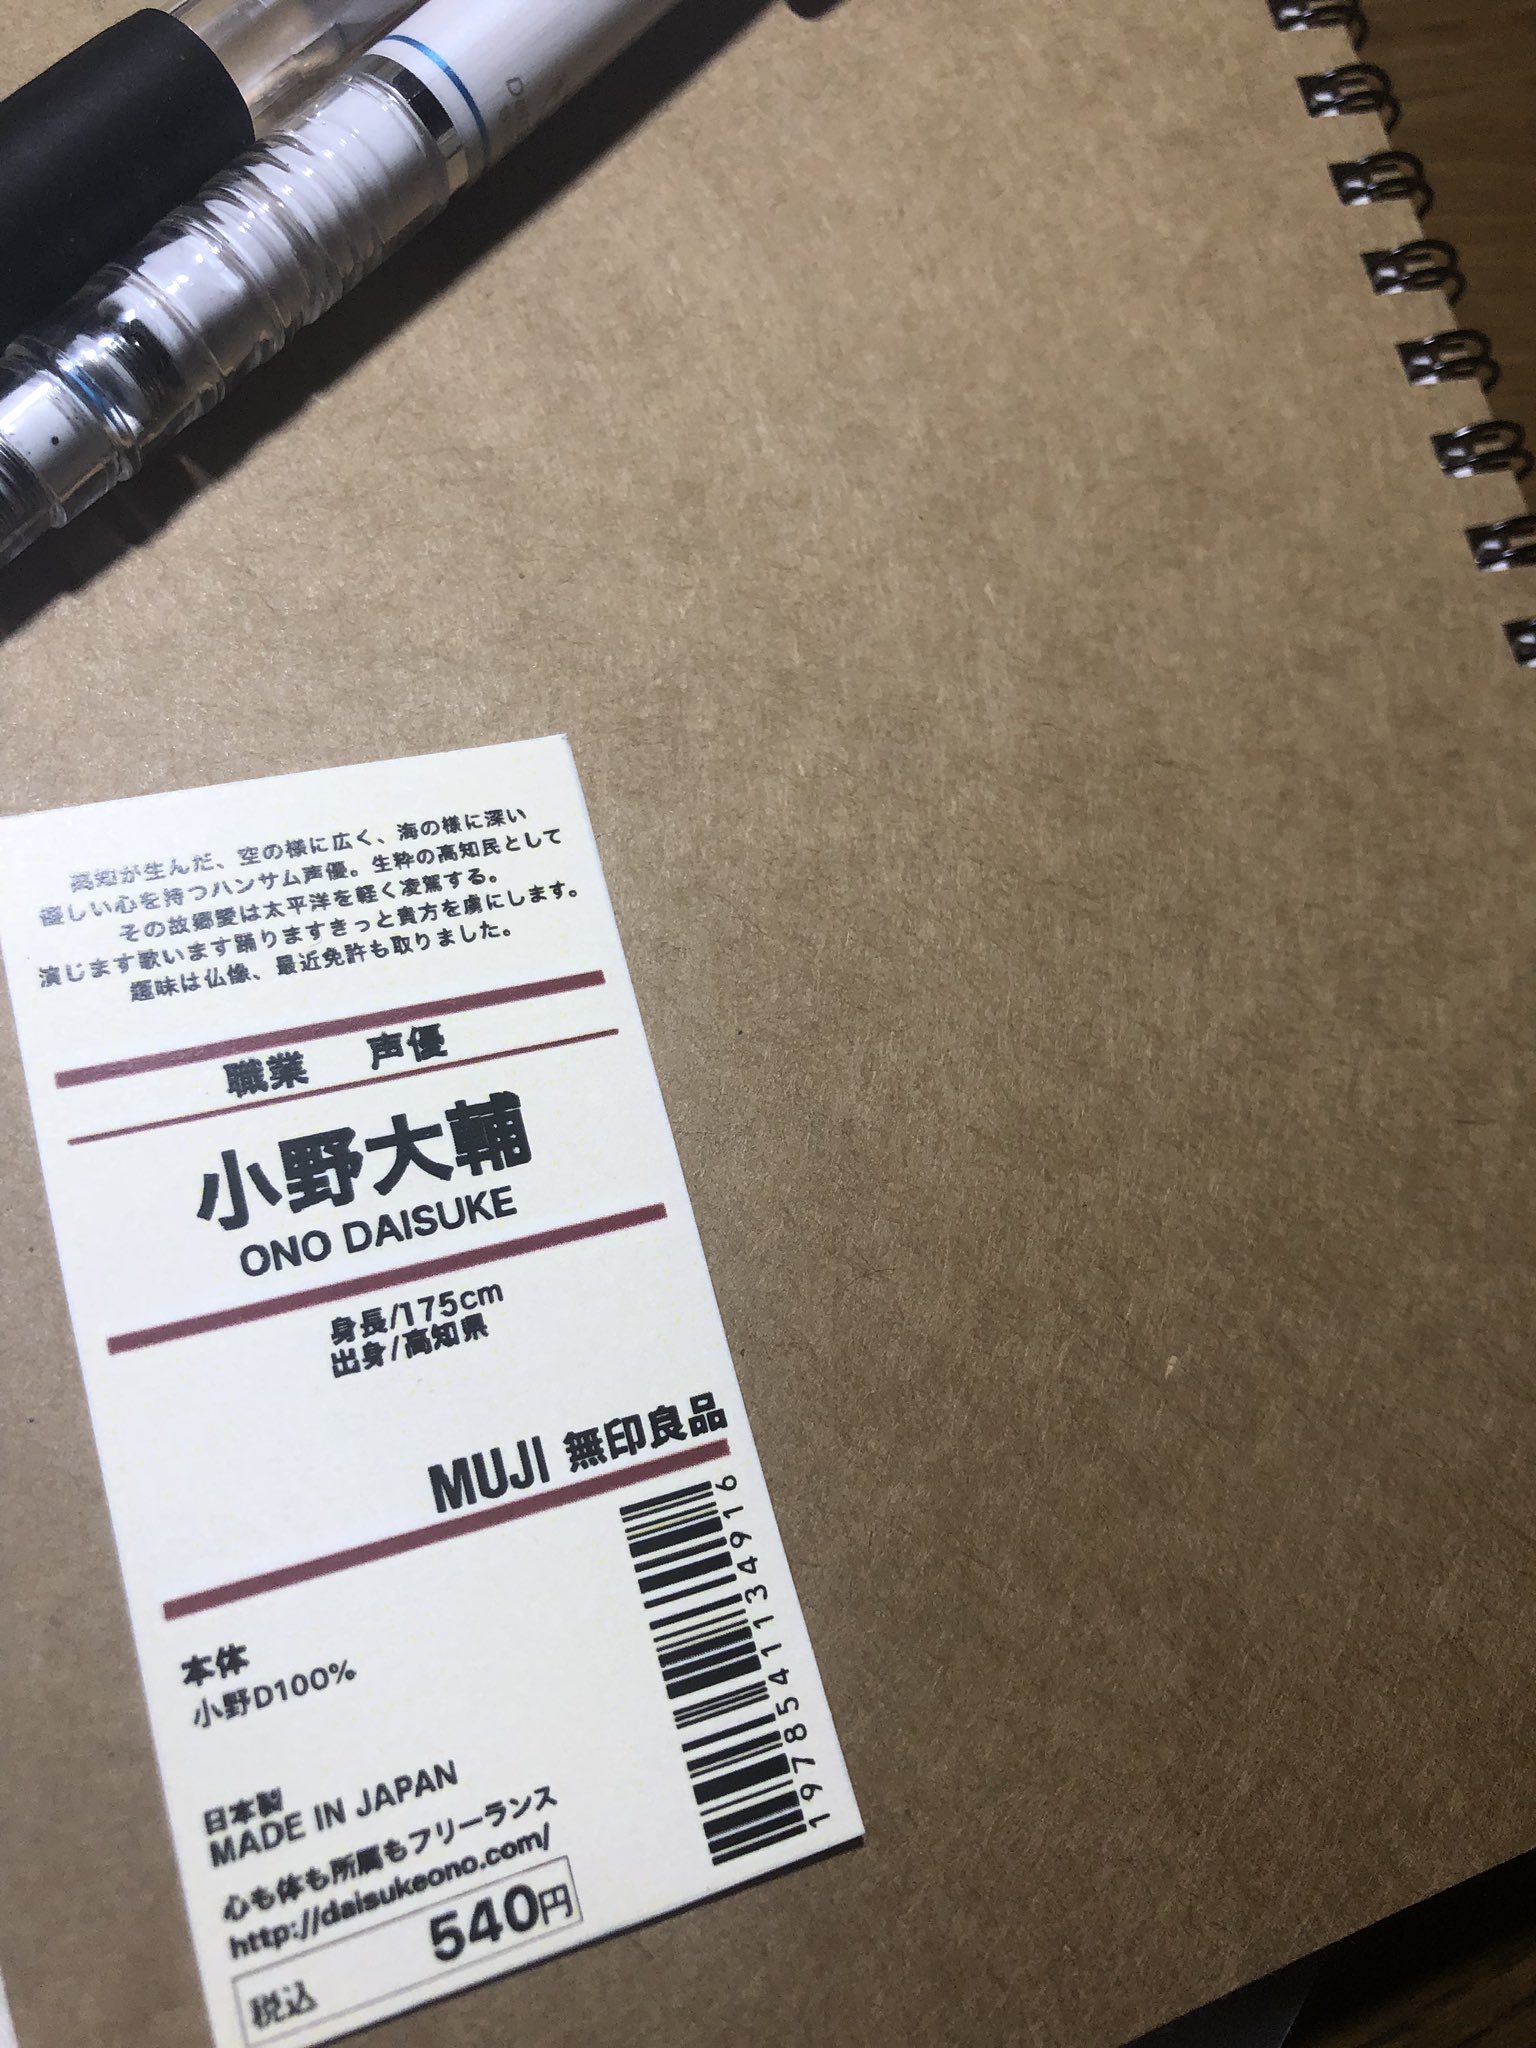 高知が生んだ、空の様に広く、海の様に深い
優しい心を持つハンサム声優。生粋の高知民として
その故郷愛は太平洋を軽く凌駕する。
演じます歌います踊りますきっと貴方を虜にします。
趣味は仏像、最近免許も取りました。
職業 声優
小野大輔
ONO DAISUKE
身長/175cm
出身/高知県
MUJI 無印良品
本体
小野D100%
日本製
MADE IN JAPAN
心も体も所属もフリーランス
http://daisukeono.com/
税込 540円
1978541134916